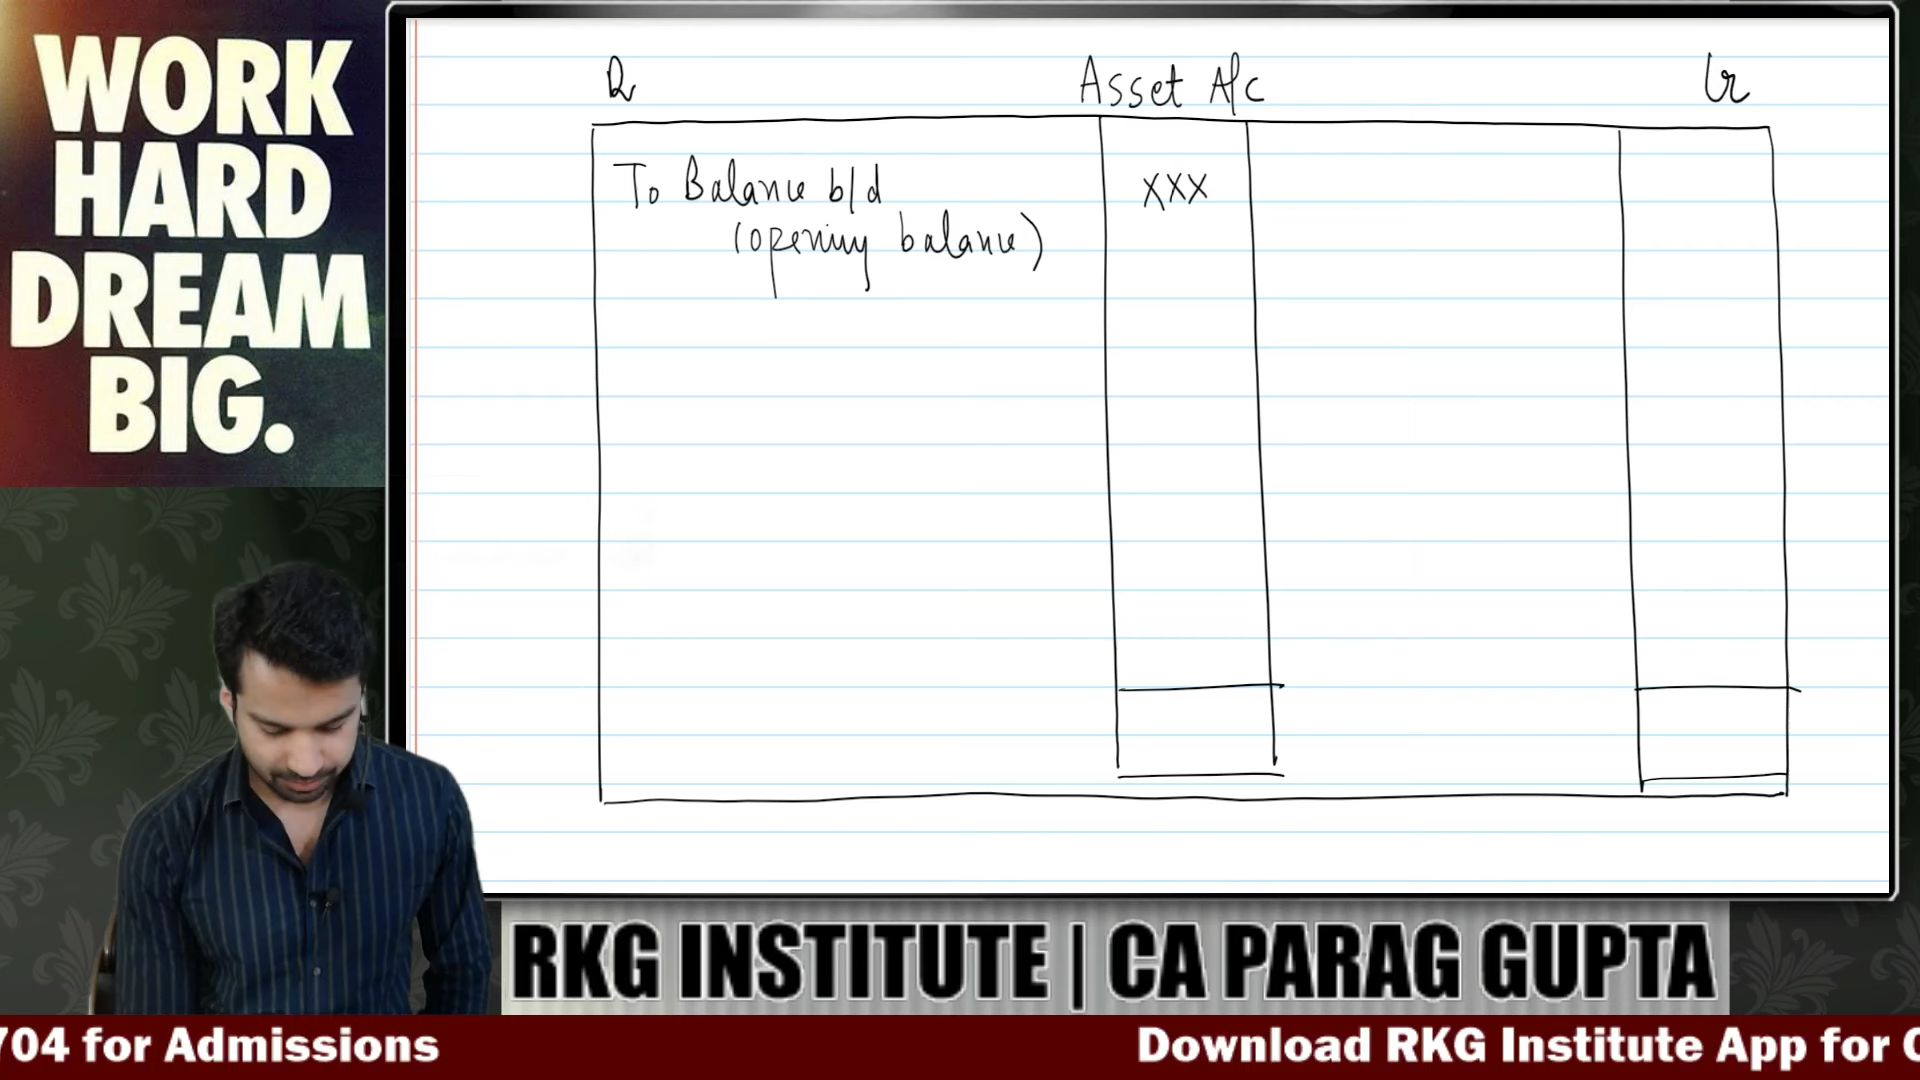 WORK
HARD
DREAM
BIG.
Dr Asset A/c Cr
To Balance b/d XXX
(opening balance)
RKG INSTITUTE | CA PARAG GUPTA
704 for Admissions Download RKG Institute App for